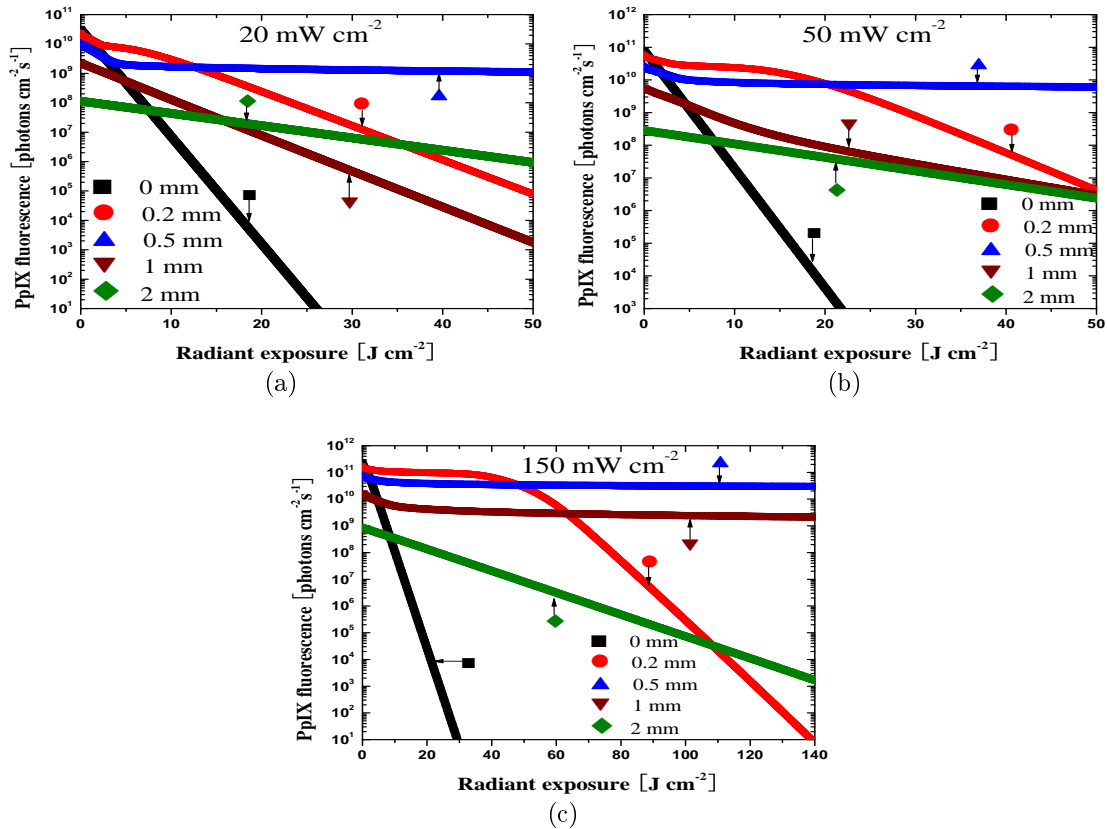 20 mW cm-2
PpIX fluorescence [photons cm-2s-1]
10^11
10^10
10^9
10^8
10^7
10^6
10^5
10^4
10^3
10^2
10^1
0 mm
0.2 mm
0.5 mm
1 mm
2 mm
0 10 20 30 40 50
Radiant exposure [J cm-2]
(a)
50 mW cm-2
PpIX fluorescence [photons cm-2s-1]
10^12
10^11
10^10
10^9
10^8
10^7
10^6
10^5
10^4
10^3
0 mm
0.2 mm
0.5 mm
1 mm
2 mm
0 10 20 30 40 50
Radiant exposure [J cm-2]
(b)
150 mW cm-2
PpIX fluorescence [photons cm-2s-1]
10^12
10^11
10^10
10^9
10^8
10^7
10^6
10^5
10^4
10^3
10^2
10^1
0 mm
0.2 mm
0.5 mm
1 mm
2 mm
0 20 40 60 80 100 120 140
Radiant exposure [J cm-2]
(c)